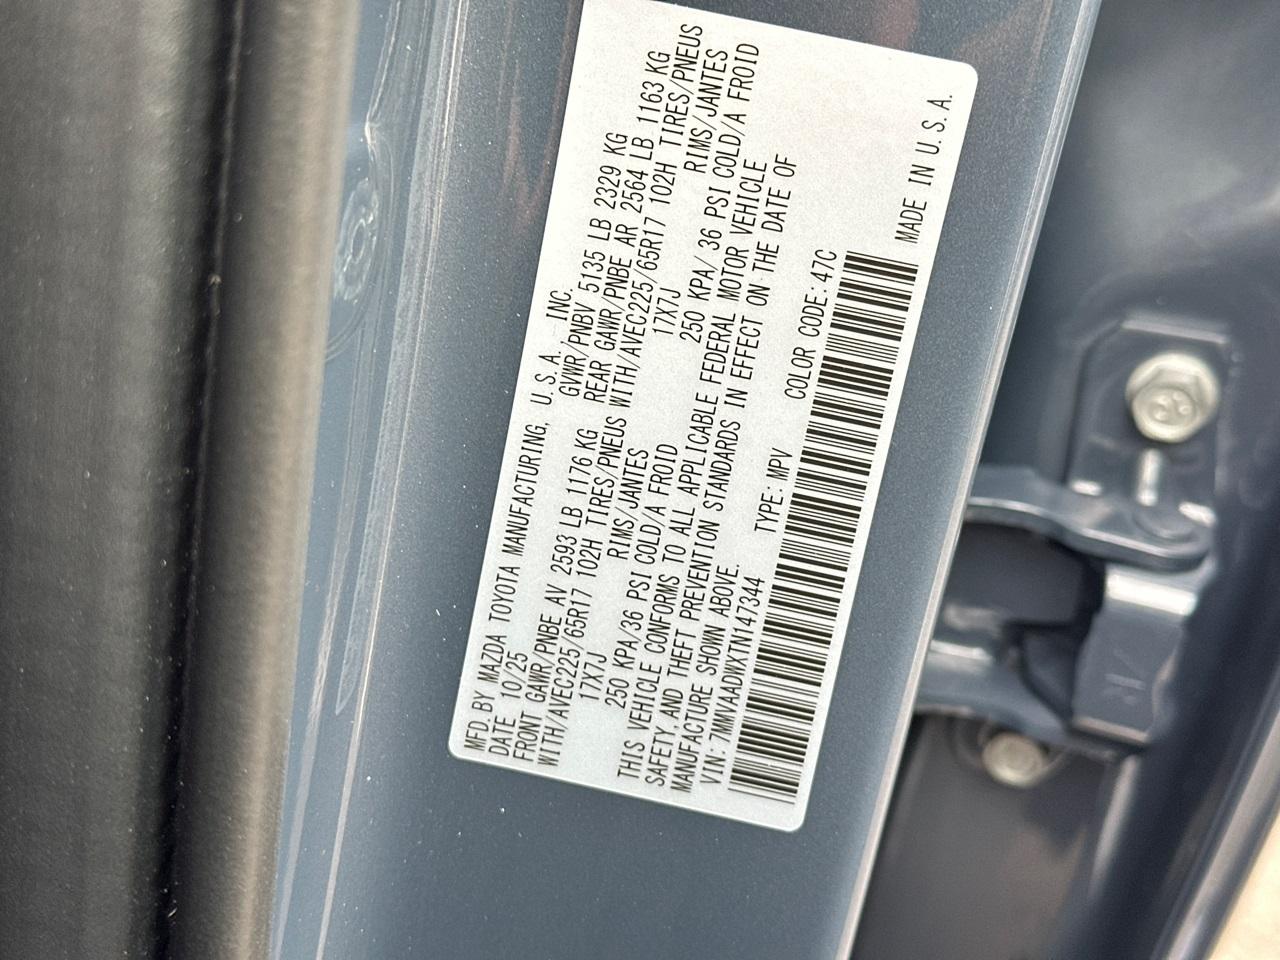 MFD. BY MAZDA TOYOTA MANUFACTURING, U. S. A., INC.
DATE 10/25 GVWR/PNBV 5135 LB 2329 KG
FRONT GAWR/PNBE AV 2593 LB 1176 KG REAR GAWR/PNBE AR 2564 LB 1163 KG
WITH/AVEC225/65R17 102H TIRES/PNEUS WITH/AVEC225/65R17 102H TIRES/PNEUS
17X7J RIMS/JANTES 17X7J RIMS/JANTES
250 KPA/36 PSI COLD/A FROID 250 KPA/ 36 PSI COLD/A FROID
THIS VEHICLE CONFORMS TO ALL APPLICABLE FEDERAL MOTOR VEHICLE
SAFETY, AND THEFT PREVENTION STANDARDS IN EFFECT ON THE DATE OF
MANUFACTURE SHOWN ABOVE.
VIN: 7MMVAADWXTN147344 TYPE: MPV COLOR CODE: 47C
MADE IN U. S. A.
R